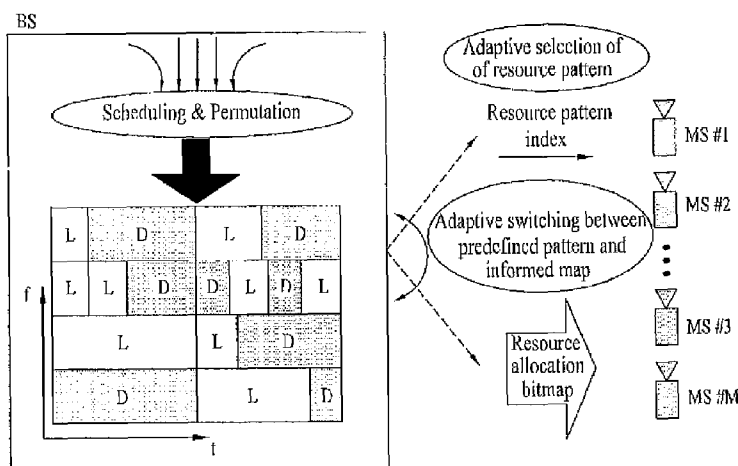 BS
Scheduling & Permutation
L D L D
L L D D L D L
L L D
D L D
f
t
Adaptive selection of
of resource pattern
Resource pattern
index
MS #1
MS #2
Adaptive switching between
predefined pattern and
informed map
MS #3
Resource
allocation
bitmap
MS #M